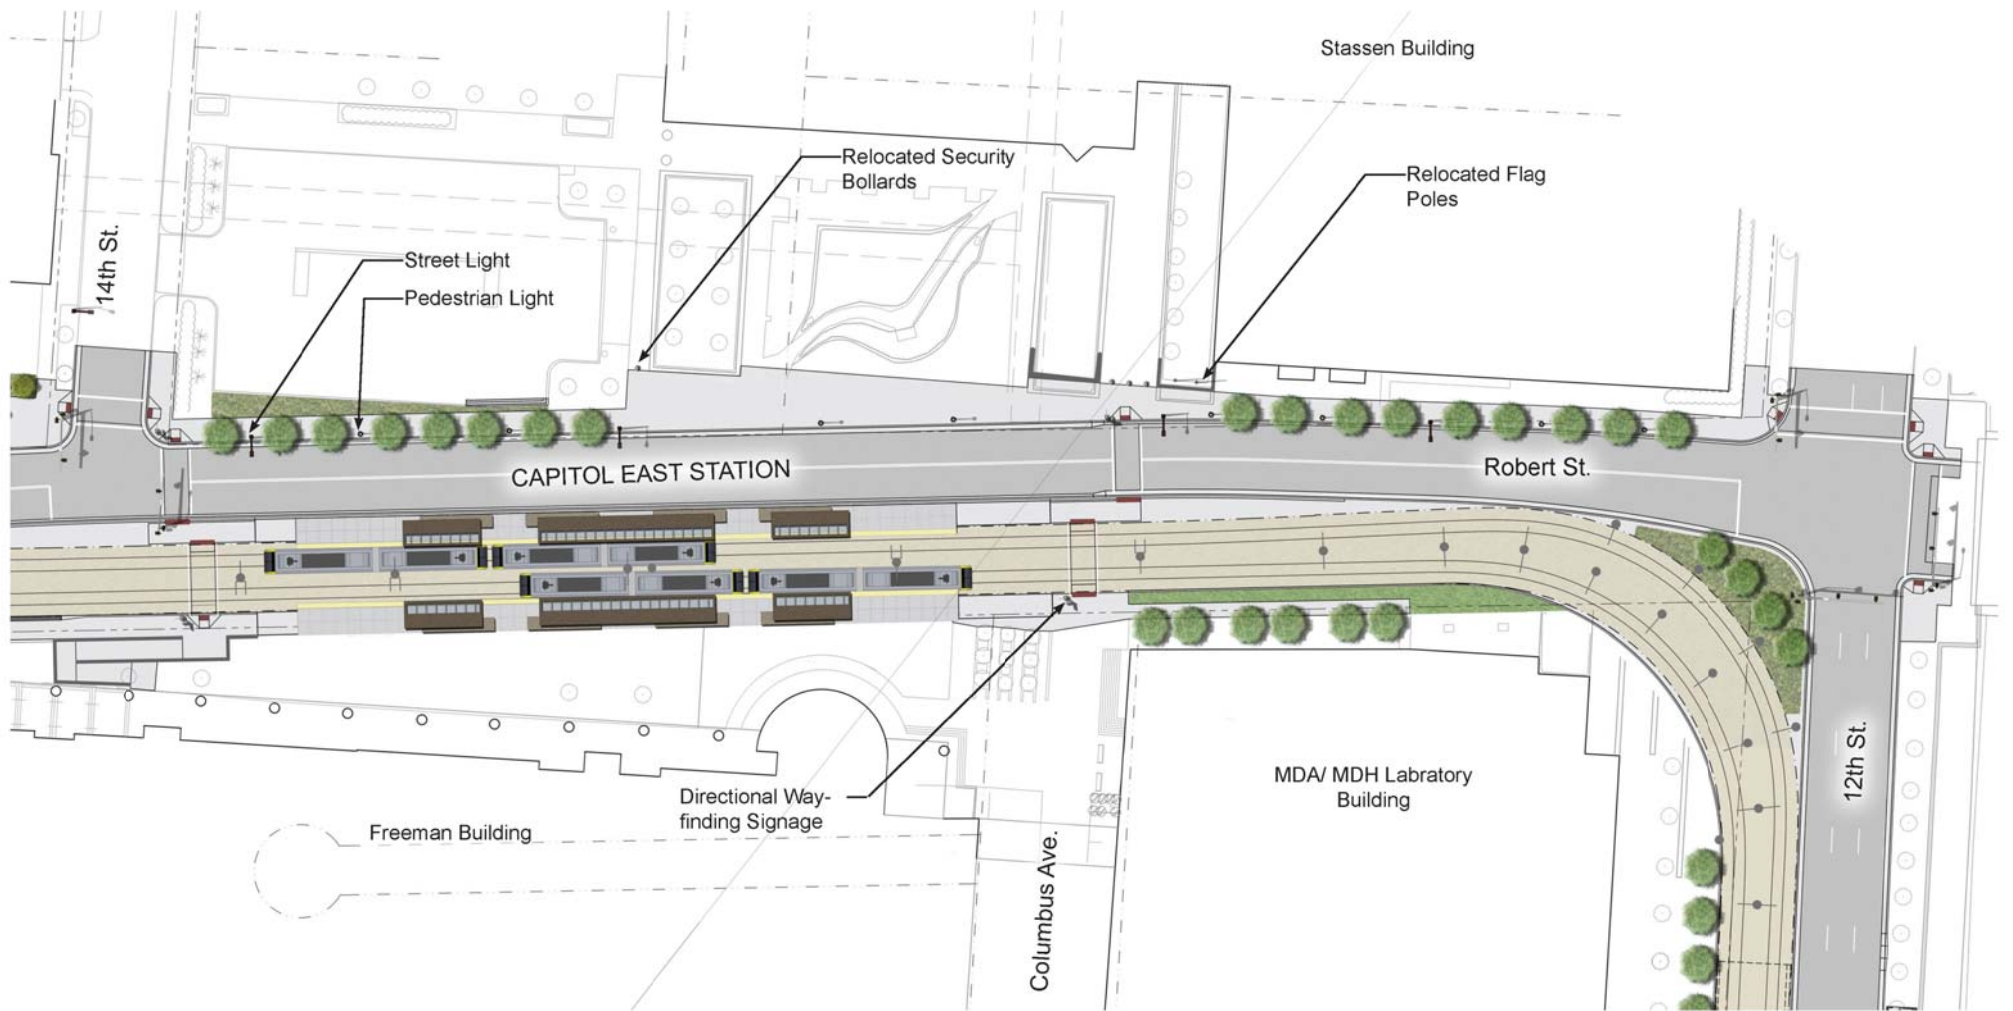 Stassen Building
Relocated Security
Bollards
Relocated Flag
Poles
14th St.
Street Light
Pedestrian Light
CAPITOL EAST STATION
Robert St.
Directional Way-
finding Signage
Freeman Building
Columbus Ave.
MDA/ MDH Labratory
Building
12th St.